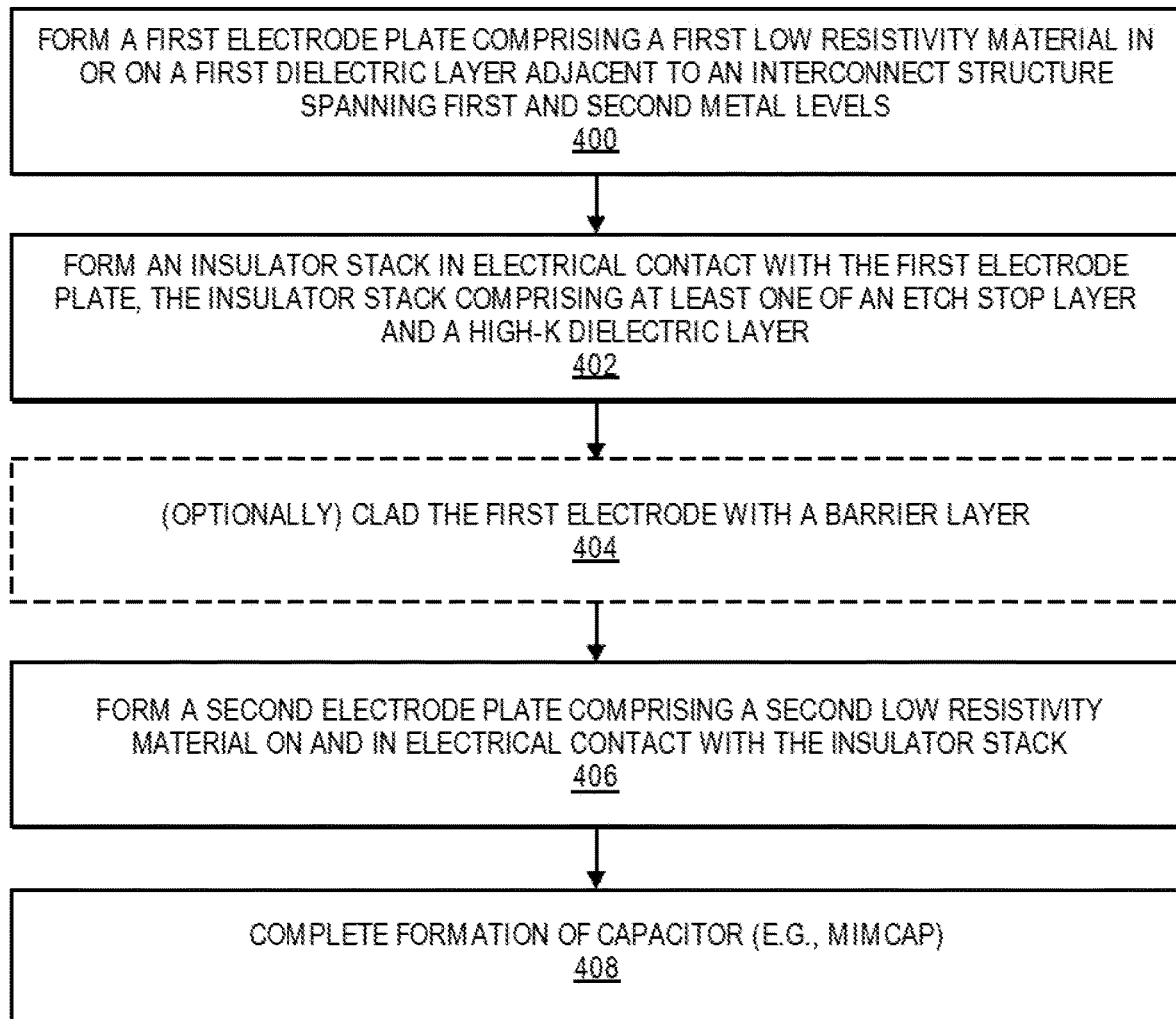 FORM A FIRST ELECTRODE PLATE COMPRISING A FIRST LOW RESISTIVITY MATERIAL IN
OR ON A FIRST DIELECTRIC LAYER ADJACENT TO AN INTERCONNECT STRUCTURE
SPANNING FIRST AND SECOND METAL LEVELS
400
FORM AN INSULATOR STACK IN ELECTRICAL CONTACT WITH THE FIRST ELECTRODE
PLATE, THE INSULATOR STACK COMPRISING AT LEAST ONE OF AN ETCH STOP LAYER
AND A HIGH-K DIELECTRIC LAYER
402
(OPTIONALLY) CLAD THE FIRST ELECTRODE WITH A BARRIER LAYER
404
FORM A SECOND ELECTRODE PLATE COMPRISING A SECOND LOW RESISTIVITY
MATERIAL ON AND IN ELECTRICAL CONTACT WITH THE INSULATOR STACK
406
COMPLETE FORMATION OF CAPACITOR (E.G., MIMCAP)
408